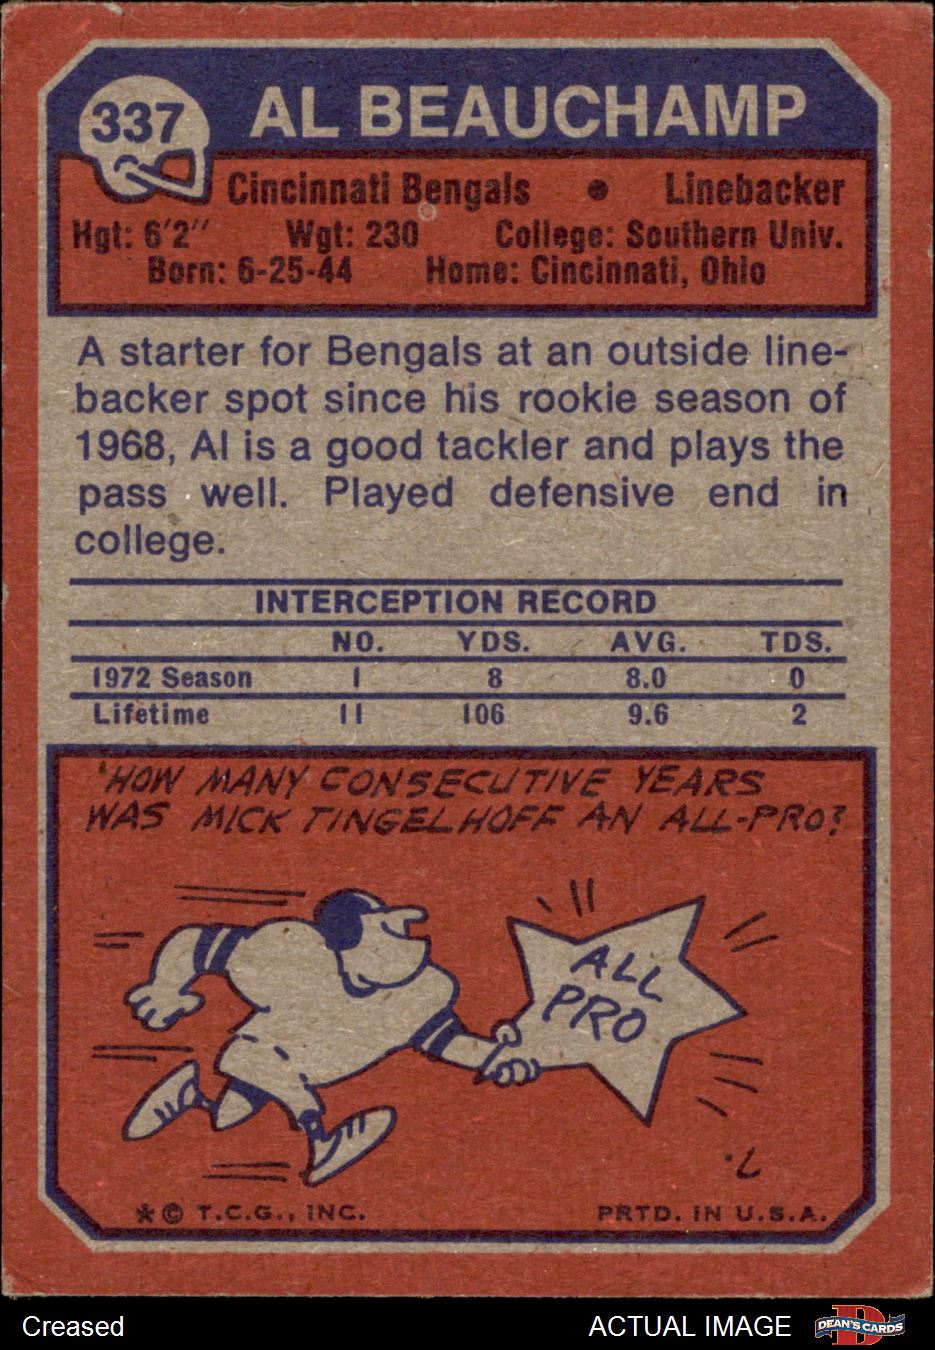 337
AL BEAUCHAMP
Cincinnati Bengals • Linebacker
Hgt: 6'2" Wgt: 230 College: Southern Univ.
Born: 6-25-44 Home: Cincinnati, Ohio
A starter for Bengals at an outside line-
backer spot since his rookie season of
1968, Al is a good tackler and plays the
pass well. Played defensive end in
college.
INTERCEPTION RECORD
NO. YDS. AVG. TDS.
1972 Season 1 8 8.0 0
Lifetime 11 106 9.6 2
'HOW MANY CONSECUTIVE YEARS
WAS MICK TINGELHOFF AN ALL-PRO?
ALL
PRO
7.
* © T.C.G., INC. PRTD. IN U.S.A.
Creased ACTUAL IMAGE DEAN'S CARDS